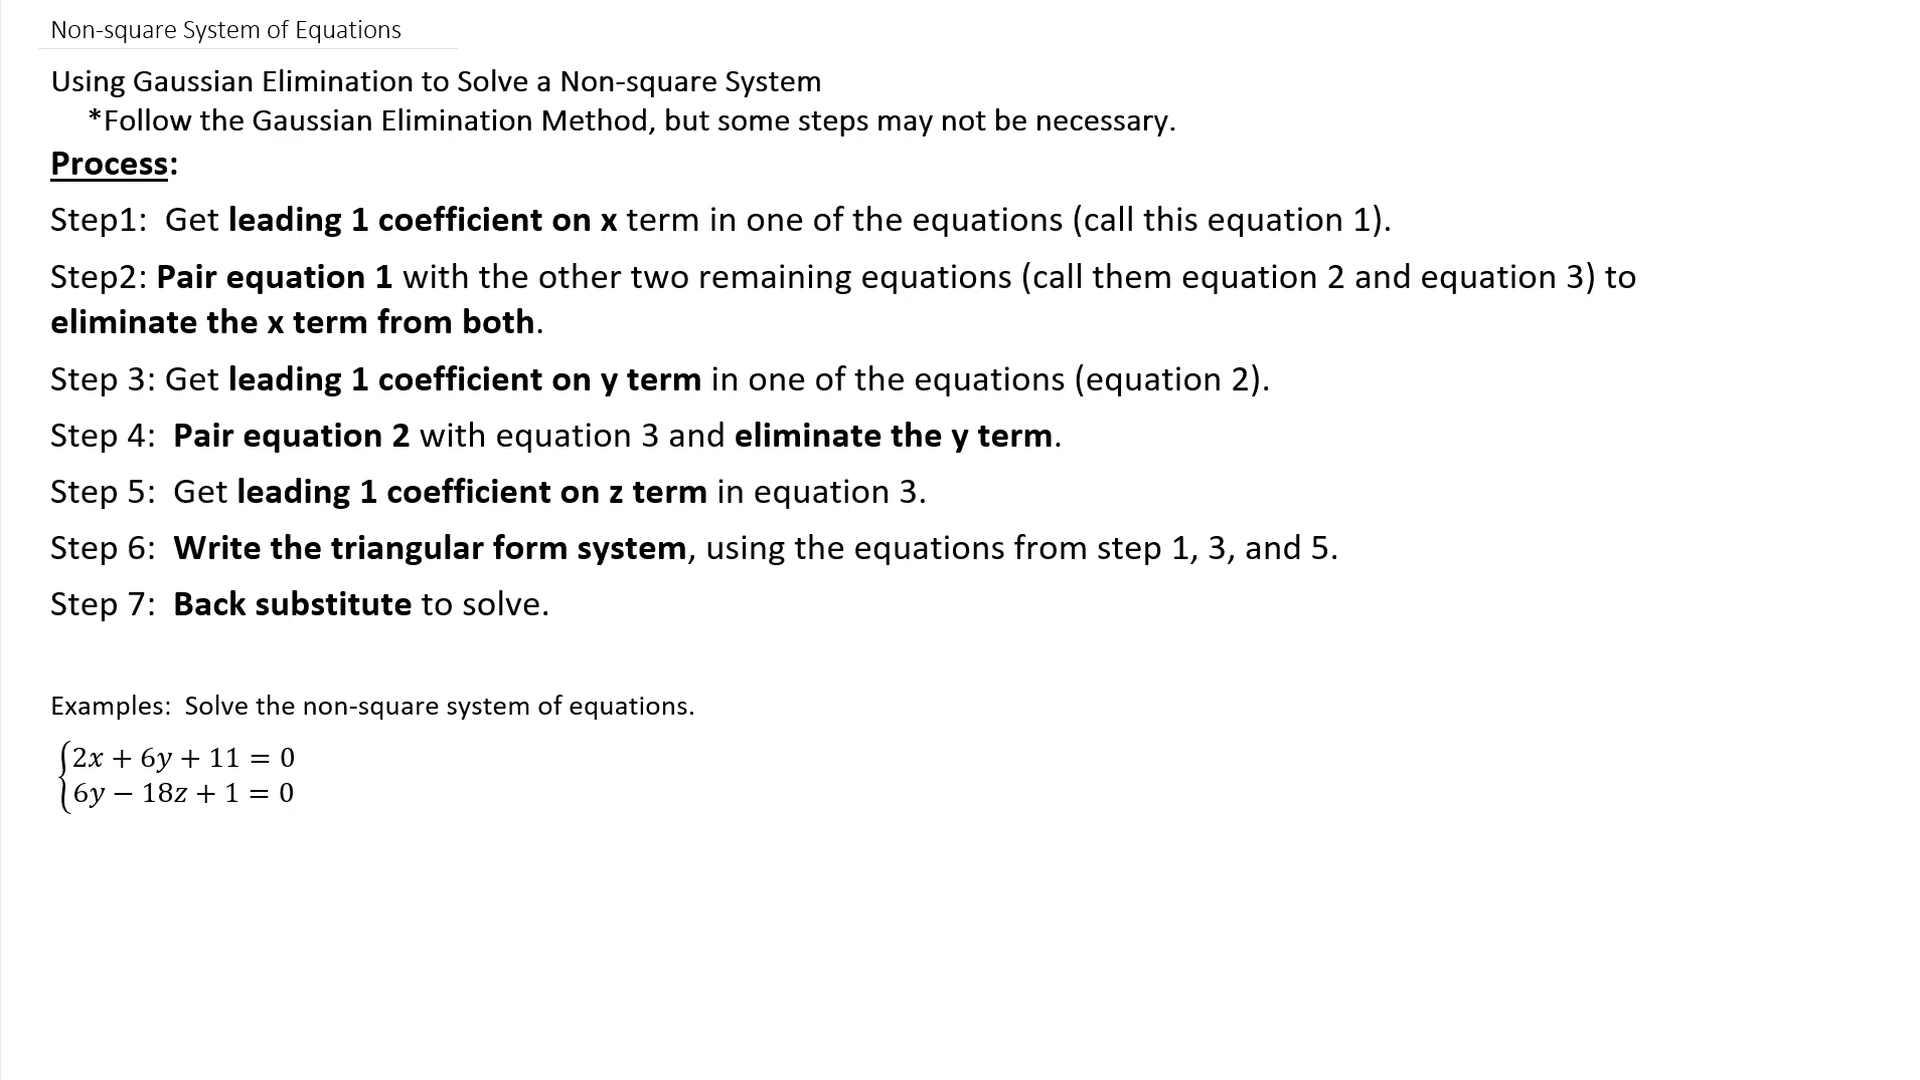 Non-square System of Equations
Using Gaussian Elimination to Solve a Non-square System
*Follow the Gaussian Elimination Method, but some steps may not be necessary.
Process:
Step1:  Get leading 1 coefficient on x term in one of the equations (call this equation 1).
Step2: Pair equation 1 with the other two remaining equations (call them equation 2 and equation 3) to
eliminate the x term from both.
Step 3: Get leading 1 coefficient on y term in one of the equations (equation 2).
Step 4:  Pair equation 2 with equation 3 and eliminate the y term.
Step 5:  Get leading 1 coefficient on z term in equation 3.
Step 6:  Write the triangular form system, using the equations from step 1, 3, and 5.
Step 7:  Back substitute to solve.
Examples:  Solve the non-square system of equations.
2x + 6y + 11 = 0
6y − 18z + 1 = 0